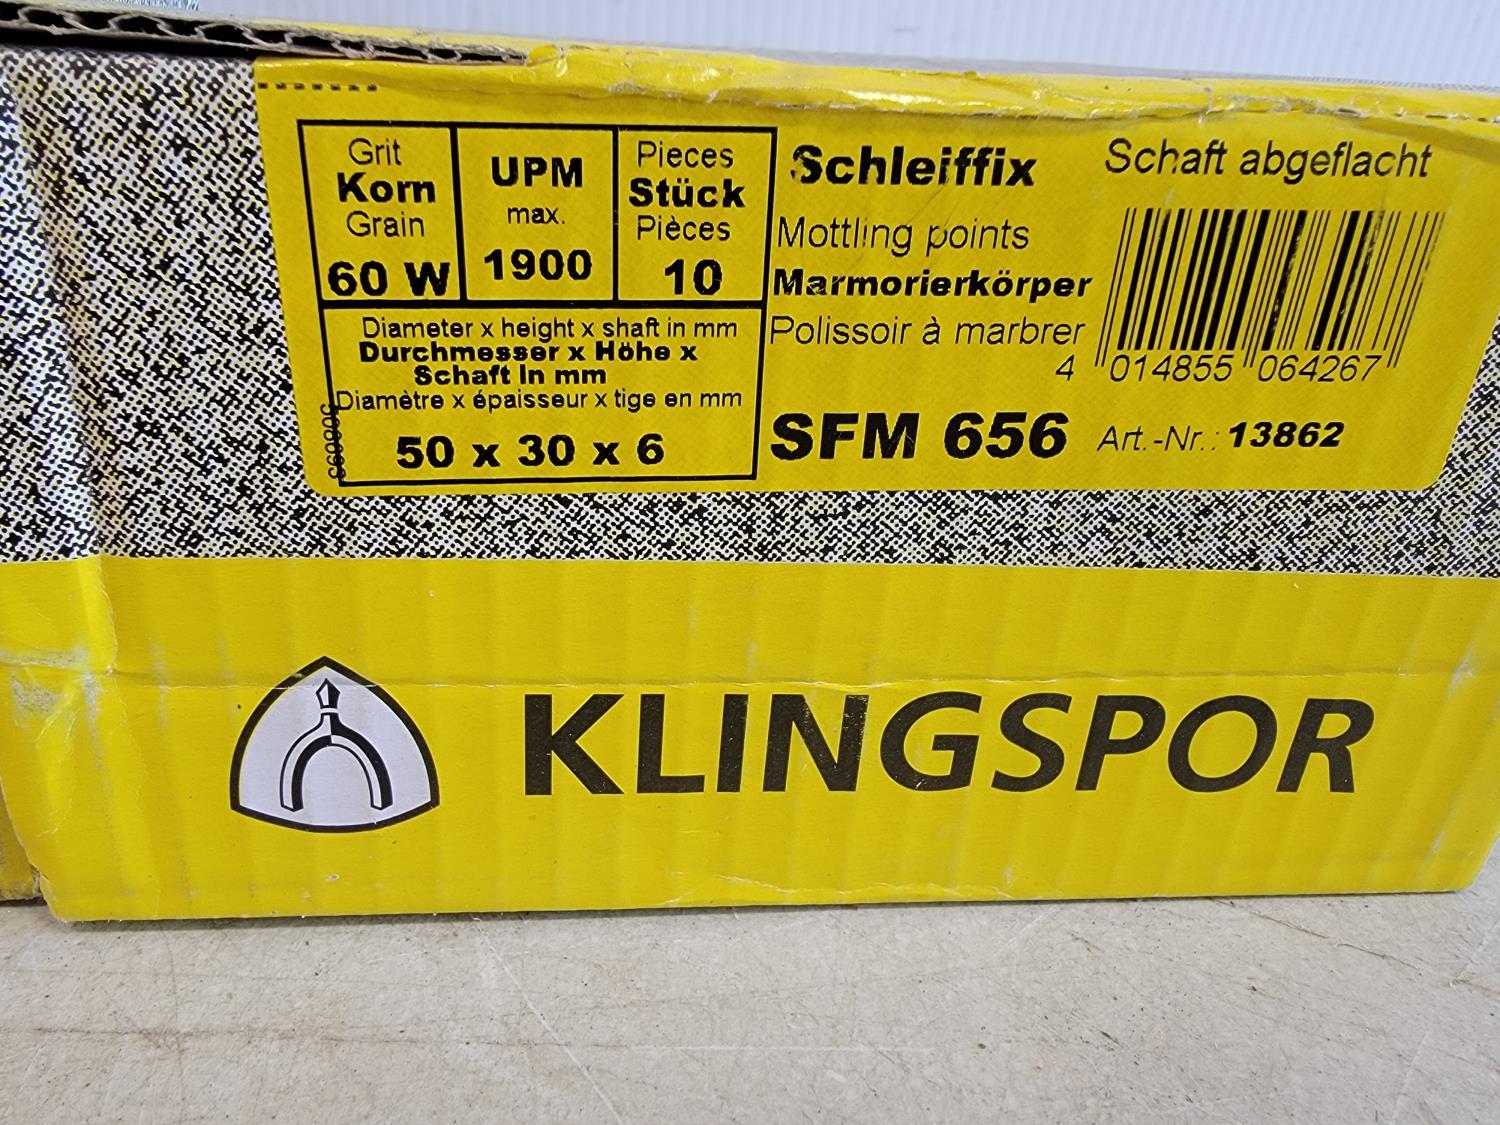 Grit
Korn
Grain
60 W
UPM
max.
1900
Pieces
Stück
Pièces
10
Diameter x height x shaft in mm
Durchmesser x Höhe x
Schaft in mm
Diamètre x épaisseur x tige en mm
50 x 30 x 6
Schleiffix
Mottling points
Marmorierkörper
Polissoir à marbrer
SFM 656
Schaft abgeflacht
4 014855 064267
Art.-Nr.: 13862
KLINGSPOR